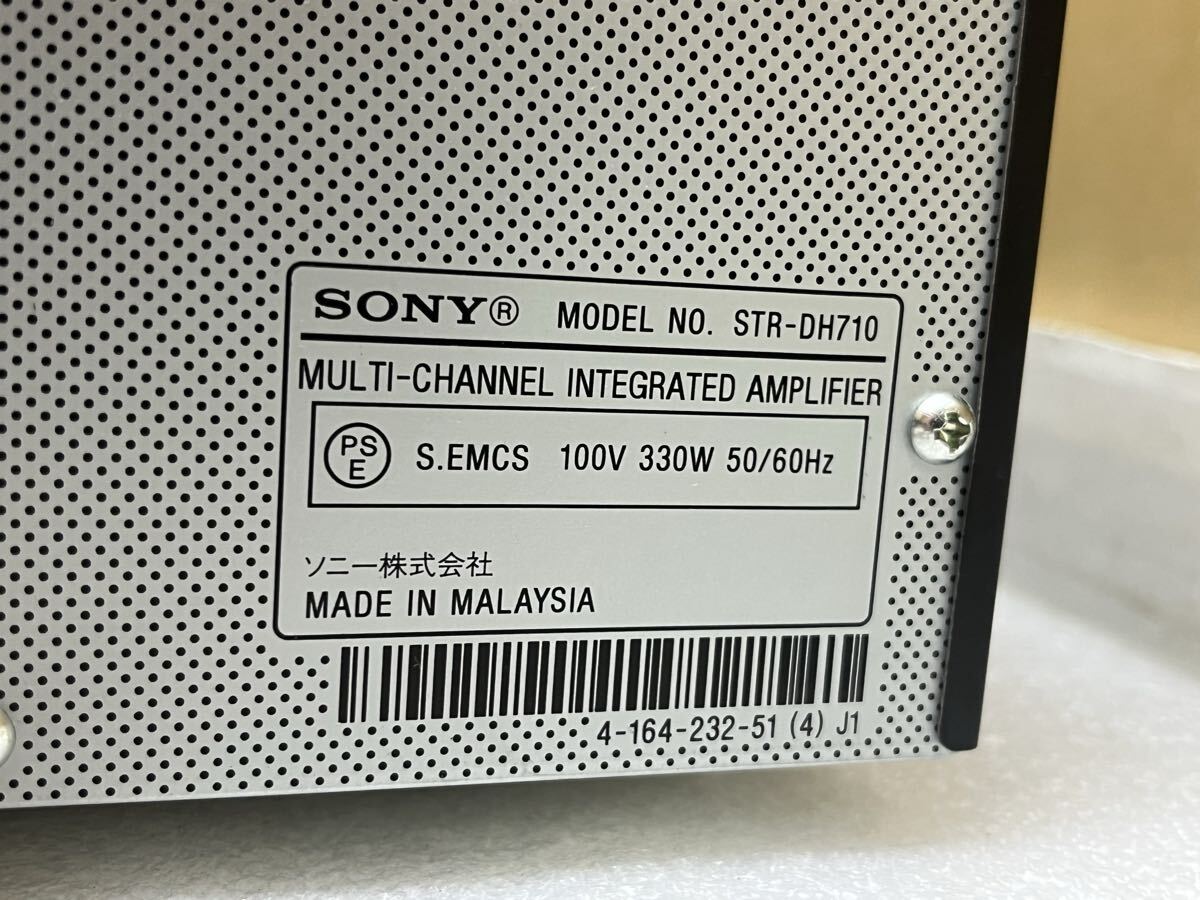 SONY® MODEL NO. STR-DH710
MULTI-CHANNEL INTEGRATED AMPLIFIER
PS
E
S.EMCS 100V 330W 50/60Hz
ソニー株式会社
MADE IN MALAYSIA
4-164-232-51 (4) J1